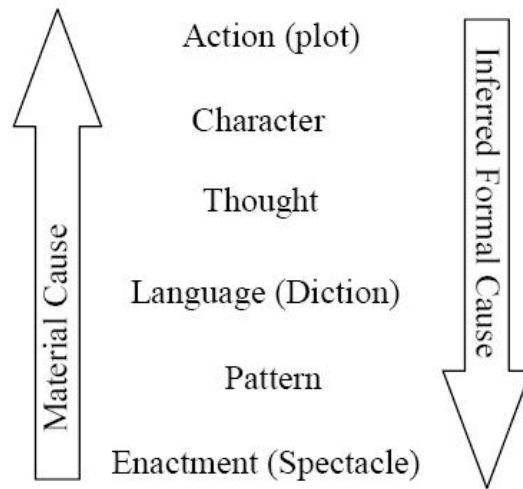 Action (plot)
Character
Thought
Language (Diction)
Pattern
Enactment (Spectacle)
Material Cause
Inferred Formal Cause